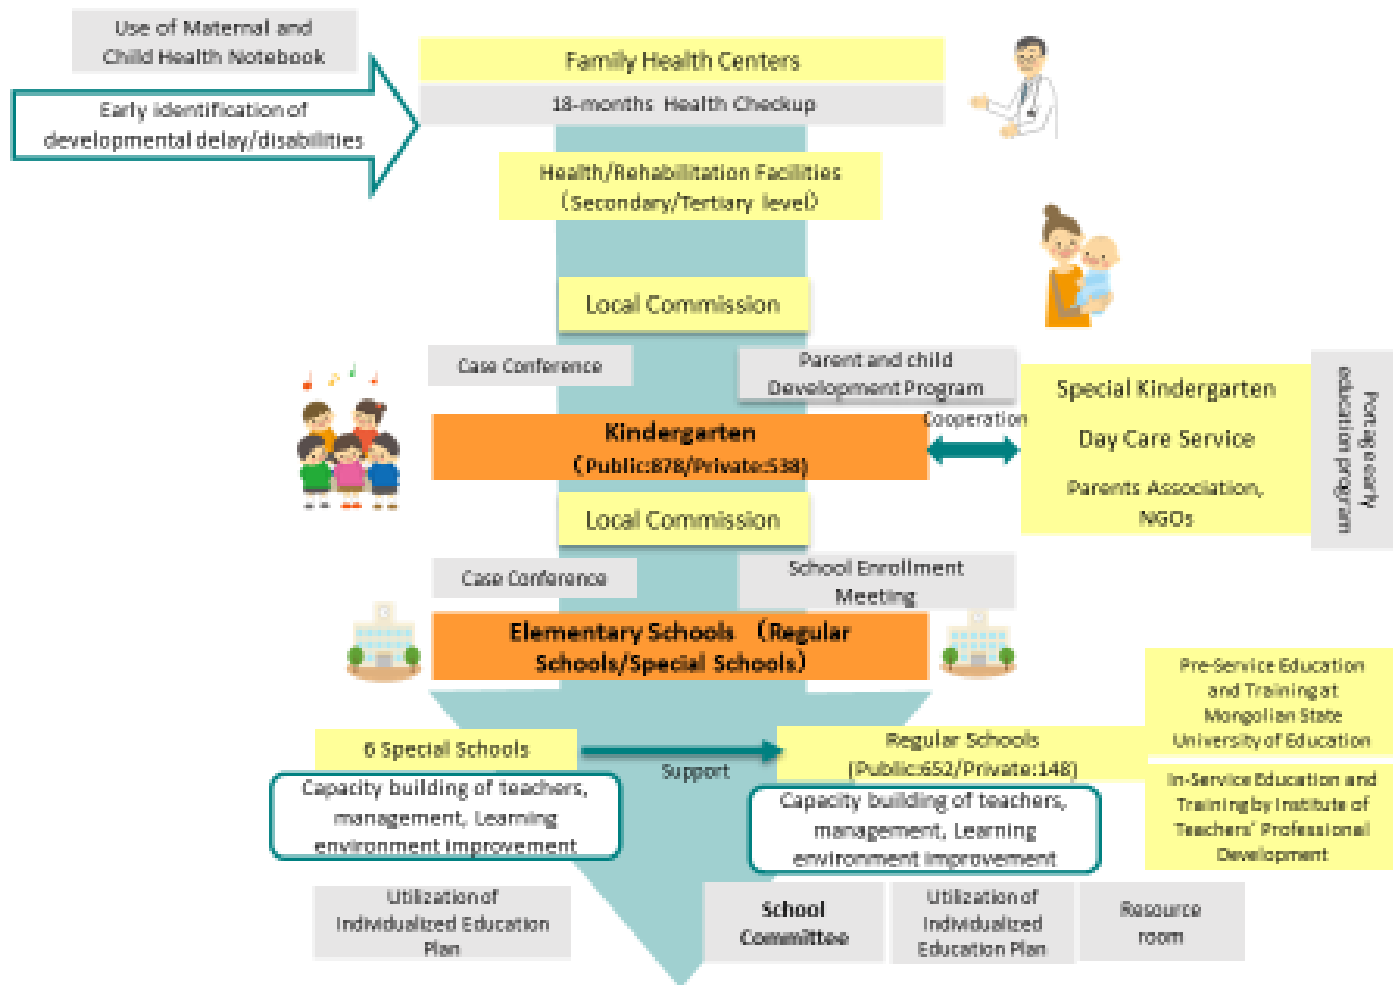 Use of Maternal and
Child Health Notebook
Early identification of
developmental delay/disabilities
Family Health Centers
18-months Health Checkup
Health/Rehabilitation Facilities
(Secondary/Tertiary level)
Local Commission
Case Conference
Parent and child
Development Program
Kindergarten
(Public:878/Private:538)
Cooperation
Special Kindergarten
Day Care Service
Parents Association,
NGOs
Portage early
education program
Local Commission
Case Conference
School Enrollment
Meeting
Elementary Schools (Regular
Schools/Special Schools)
6 Special Schools
Support
Regular Schools
(Public:652/Private:148)
Pre-Service Education
and Training at
Mongolian State
University of Education
In-Service Education and
Training by Institute of
Teachers' Professional
Development
Capacity building of teachers,
management, Learning
environment improvement
Capacity building of teachers,
management, Learning
environment improvement
Utilization of
Individualized Education
Plan
School
Committee
Utilization of
Individualized
Education Plan
Resource
room